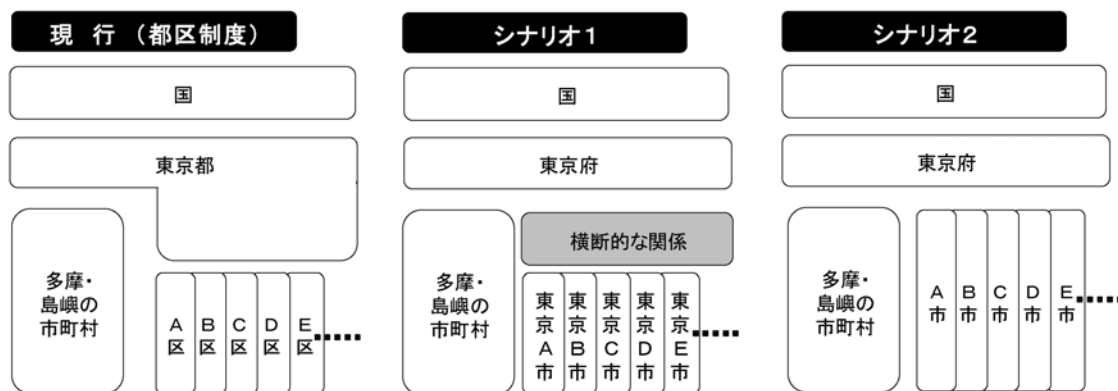 現 行 （都区制度）
国
東京都
多摩・
島嶼の
市町村
A区
B区
C区
D区
E区
シナリオ１
国
東京府
横断的な関係
多摩・
島嶼の
市町村
東京A市
東京B市
東京C市
東京D市
東京E市
シナリオ２
国
東京府
多摩・
島嶼の
市町村
A市
B市
C市
D市
E市